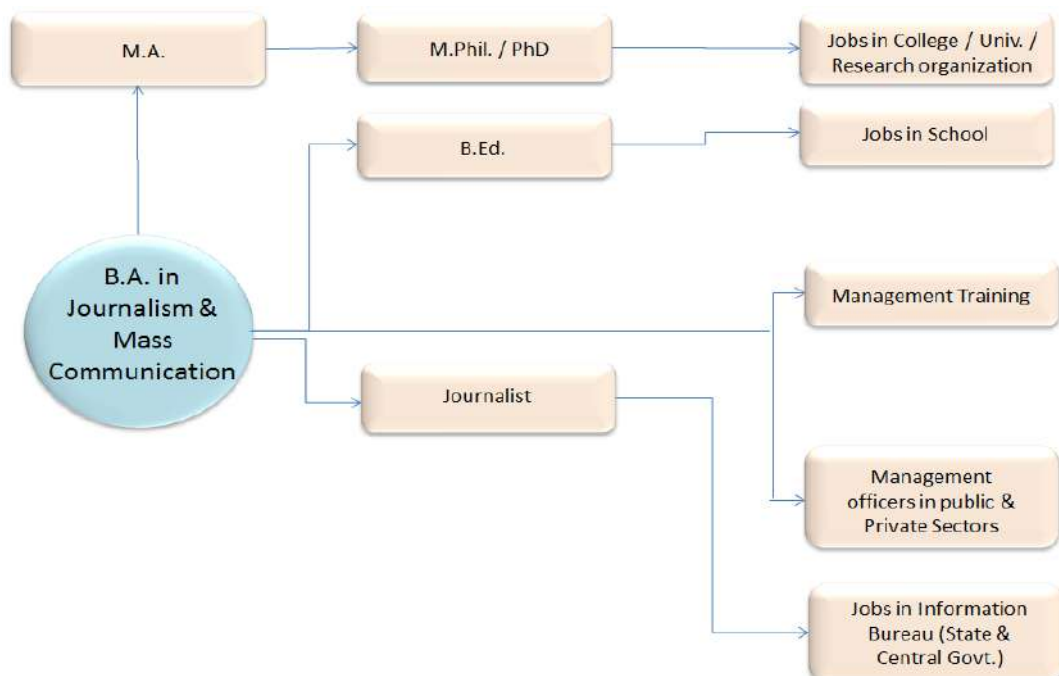 M.A.
M.Phil. / PhD
Jobs in College / Univ. /
Research organization
B.Ed.
Jobs in School
B.A. in
Journalism &
Mass
Communication
Management Training
Journalist
Management
officers in public &
Private Sectors
Jobs in Information
Bureau (State &
Central Govt.)